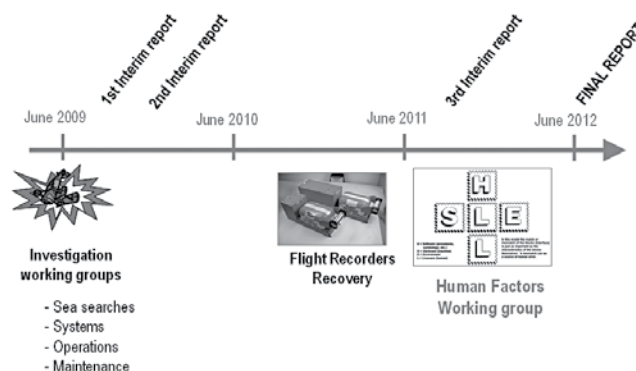 1st Interim report
2nd Interim report
3rd Interim report
FINAL REPORT
June 2009
June 2010
June 2011
June 2012
H
S L E
L
Investigation
working groups
- Sea searches
- Systems
- Operations
- Maintenance
Flight Recorders
Recovery
Human Factors
Working group